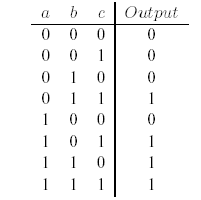 a b c Output
0 0 0 0
0 0 1 0
0 1 0 0
0 1 1 1
1 0 0 0
1 0 1 1
1 1 0 1
1 1 1 1